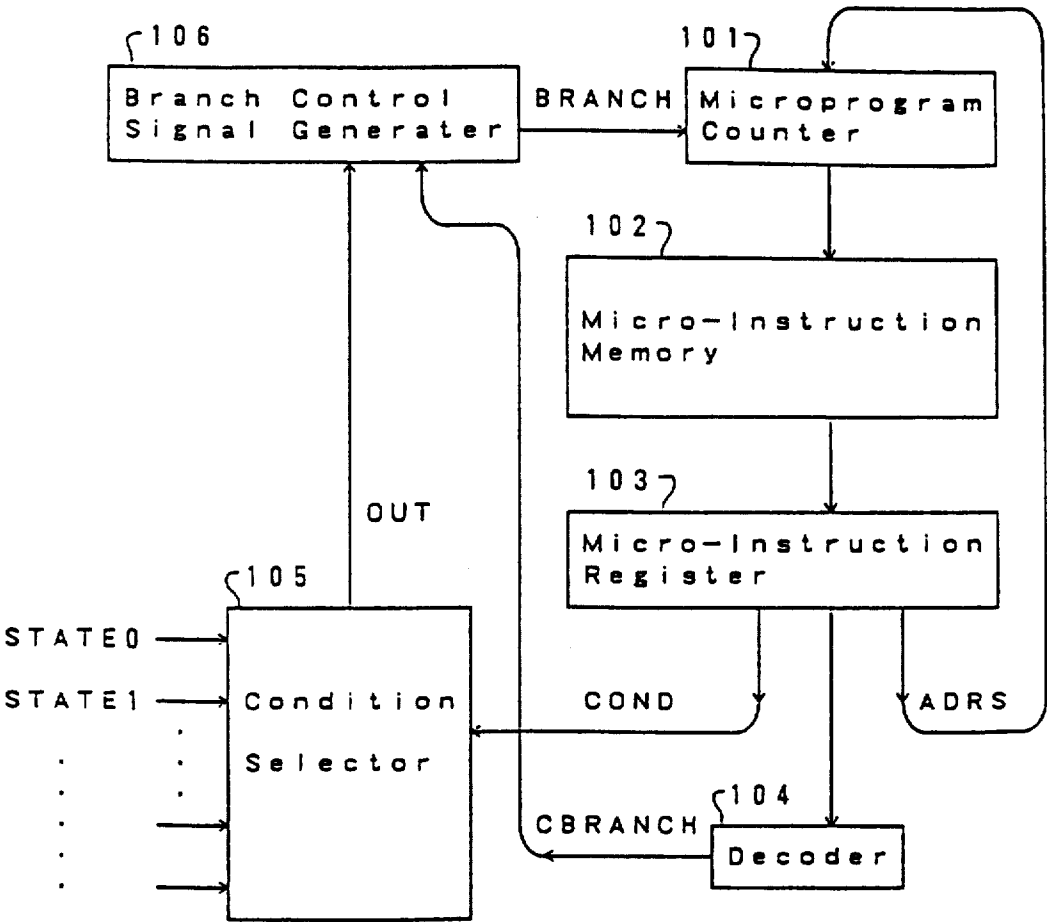 106
Branch Control
Signal Generater
BRANCH
101
Microprogram
Counter
102
Micro-Instruction
Memory
103
Micro-Instruction
Register
OUT
105
STATE0
STATE1
Condition
Selector
COND
ADRS
104
CBRANCH
Decoder